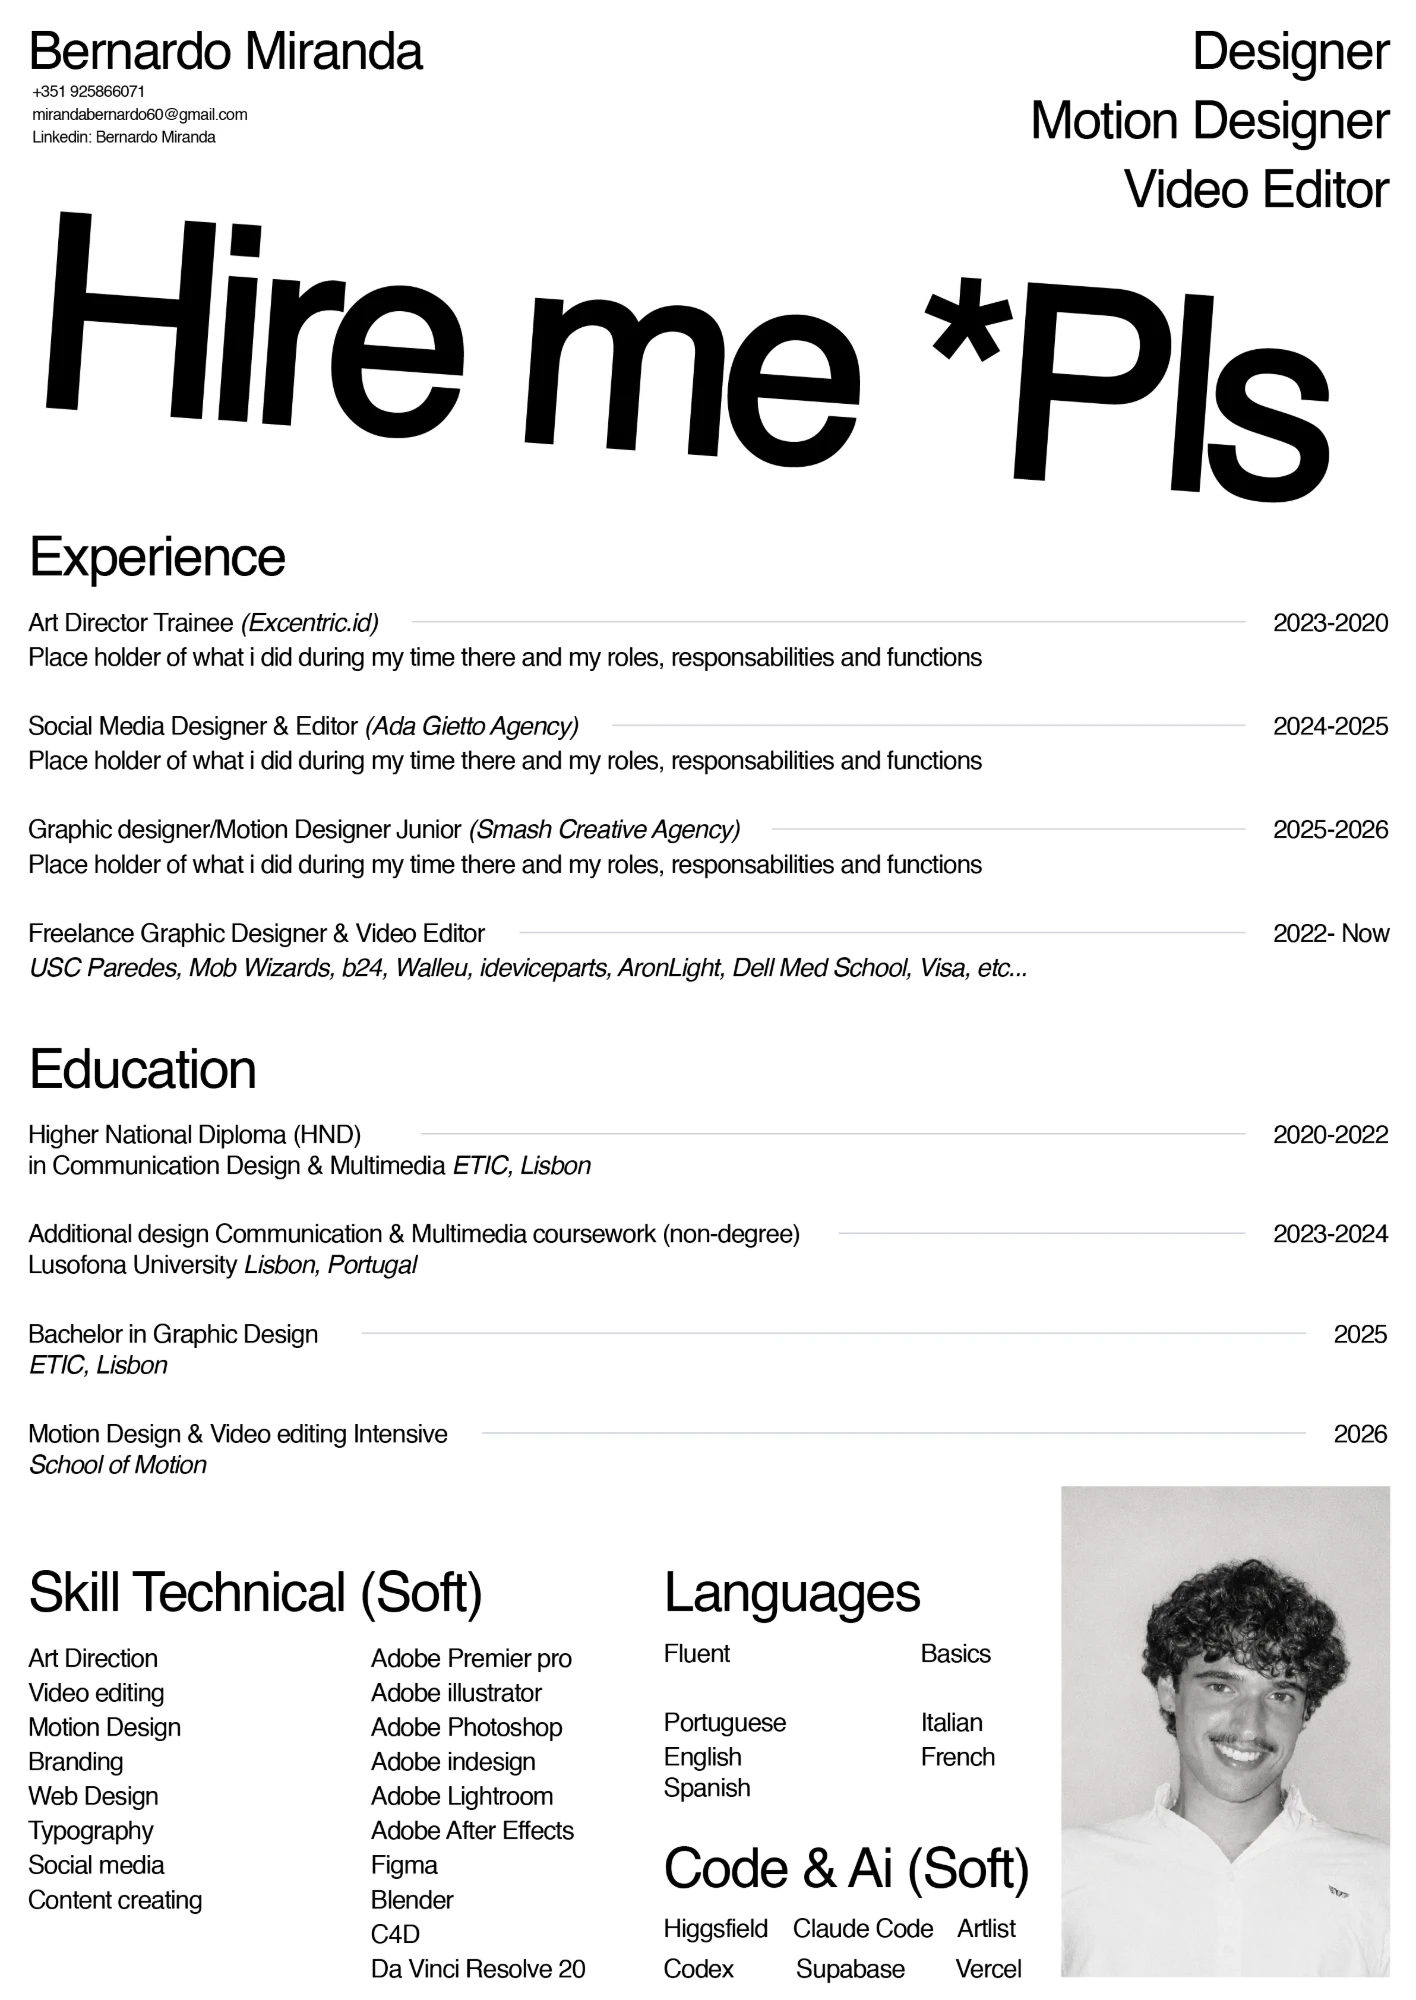 Bernardo Miranda
+351 925866071
mirandabernardo60@gmail.com
Linkedin: Bernardo Miranda
Designer
Motion Designer
Video Editor
Hire me *Pls
Experience
Art Director Trainee (Excentric.id) 2023-2020
Place holder of what i did during my time there and my roles, responsabilities and functions
Social Media Designer & Editor (Ada Gietto Agency) 2024-2025
Place holder of what i did during my time there and my roles, responsabilities and functions
Graphic designer/Motion Designer Junior (Smash Creative Agency) 2025-2026
Place holder of what i did during my time there and my roles, responsabilities and functions
Freelance Graphic Designer & Video Editor 2022- Now
USC Paredes, Mob Wizards, b24, Walleu, ideviceparts, AronLight, Dell Med School, Visa, etc...
Education
Higher National Diploma (HND) 2020-2022
in Communication Design & Multimedia ETIC, Lisbon
Additional design Communication & Multimedia coursework (non-degree) 2023-2024
Lusofona University Lisbon, Portugal
Bachelor in Graphic Design 2025
ETIC, Lisbon
Motion Design & Video editing Intensive 2026
School of Motion
Skill Technical (Soft)
Art Direction
Video editing
Motion Design
Branding
Web Design
Typography
Social media
Content creating
Adobe Premier pro
Adobe illustrator
Adobe Photoshop
Adobe indesign
Adobe Lightroom
Adobe After Effects
Figma
Blender
C4D
Da Vinci Resolve 20
Languages
Fluent
Portuguese
English
Spanish
Basics
Italian
French
Code & Ai (Soft)
Higgsfield Claude Code Artlist
Codex Supabase Vercel